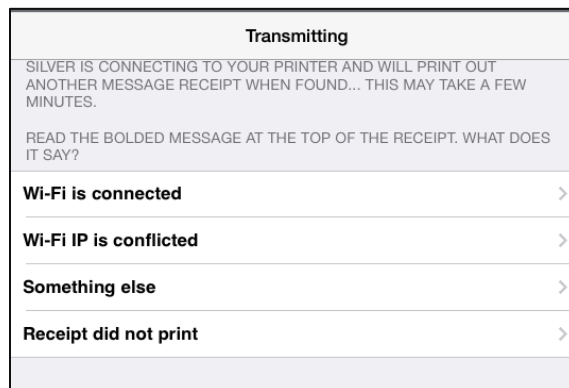 Transmitting
SILVER IS CONNECTING TO YOUR PRINTER AND WILL PRINT OUT
ANOTHER MESSAGE RECEIPT WHEN FOUND... THIS MAY TAKE A FEW
MINUTES.
READ THE BOLDED MESSAGE AT THE TOP OF THE RECEIPT. WHAT DOES
IT SAY?
Wi-Fi is connected
Wi-Fi IP is conflicted
Something else
Receipt did not print